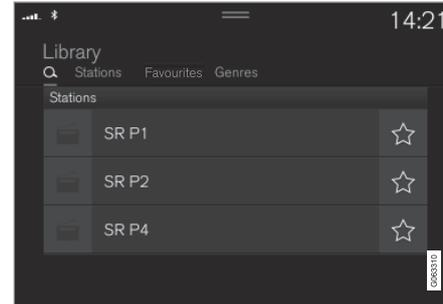 14:21
Library
Stations Favourites Genres
Stations
SR P1
SR P2
SR P4
G063310